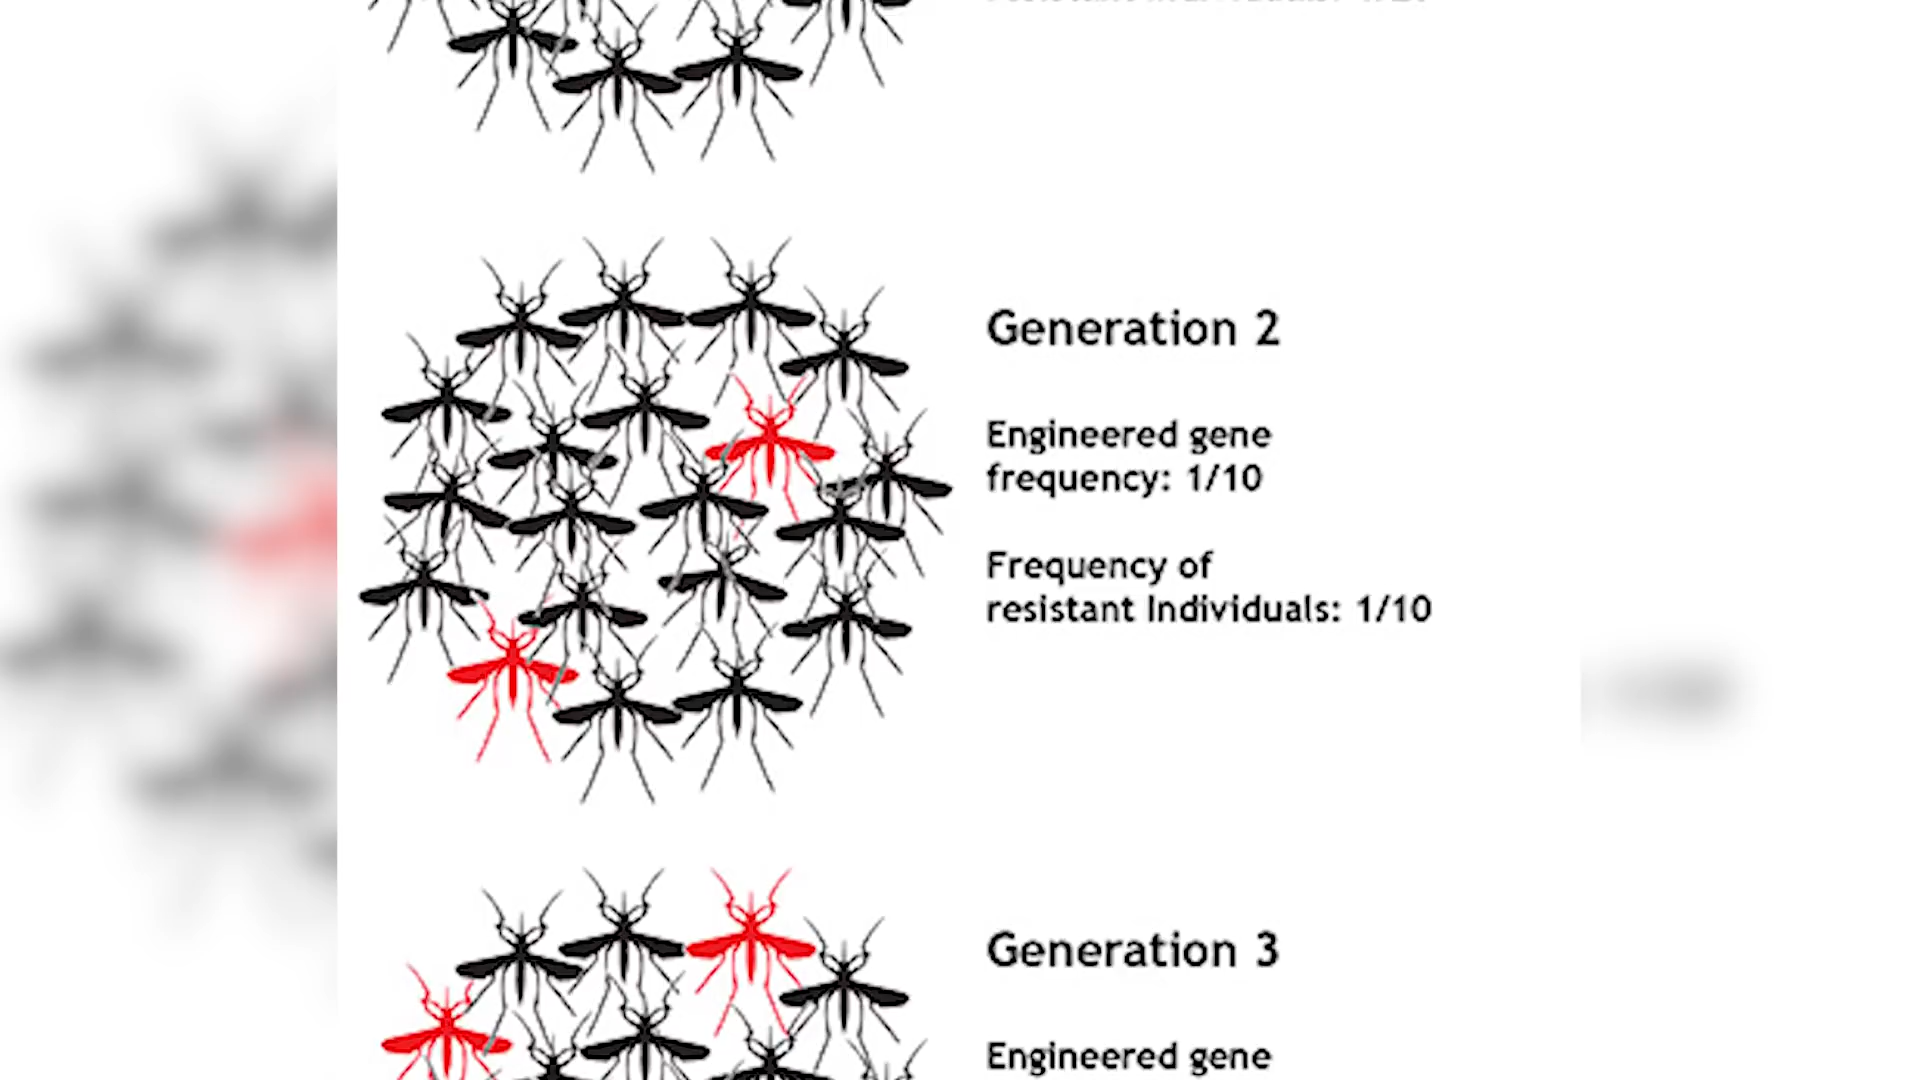 Generation 2
Engineered gene
frequency: 1/10
Frequency of
resistant Individuals: 1/10
Generation 3
Engineered gene